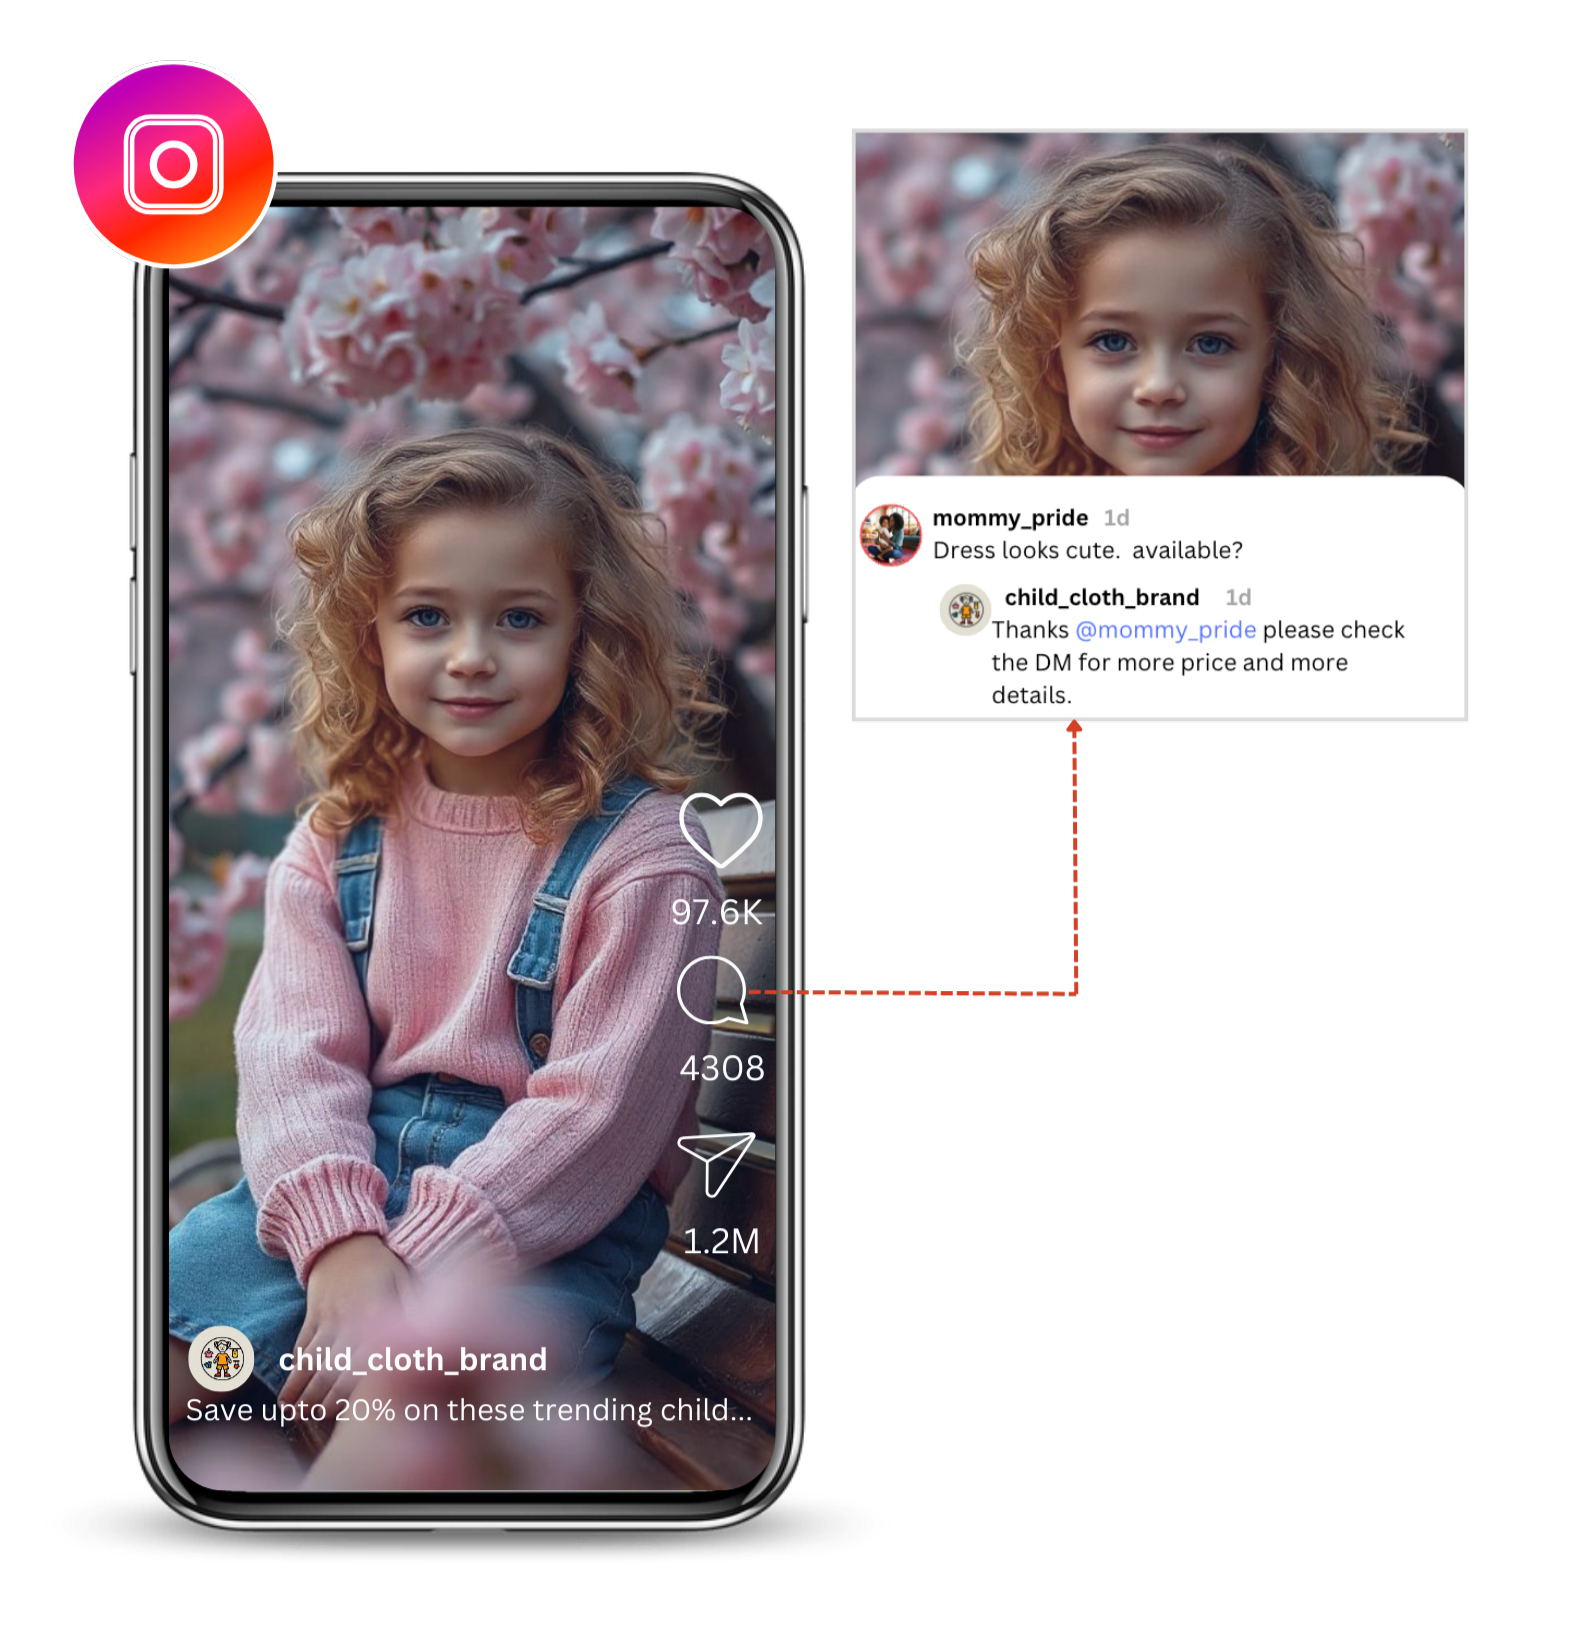 97.6K
4308
1.2M
child_cloth_brand
Save upto 20% on these trending child...
mommy_pride 1d
Dress looks cute.  available?
child_cloth_brand 1d
Thanks @mommy_pride please check
the DM for more price and more
details.